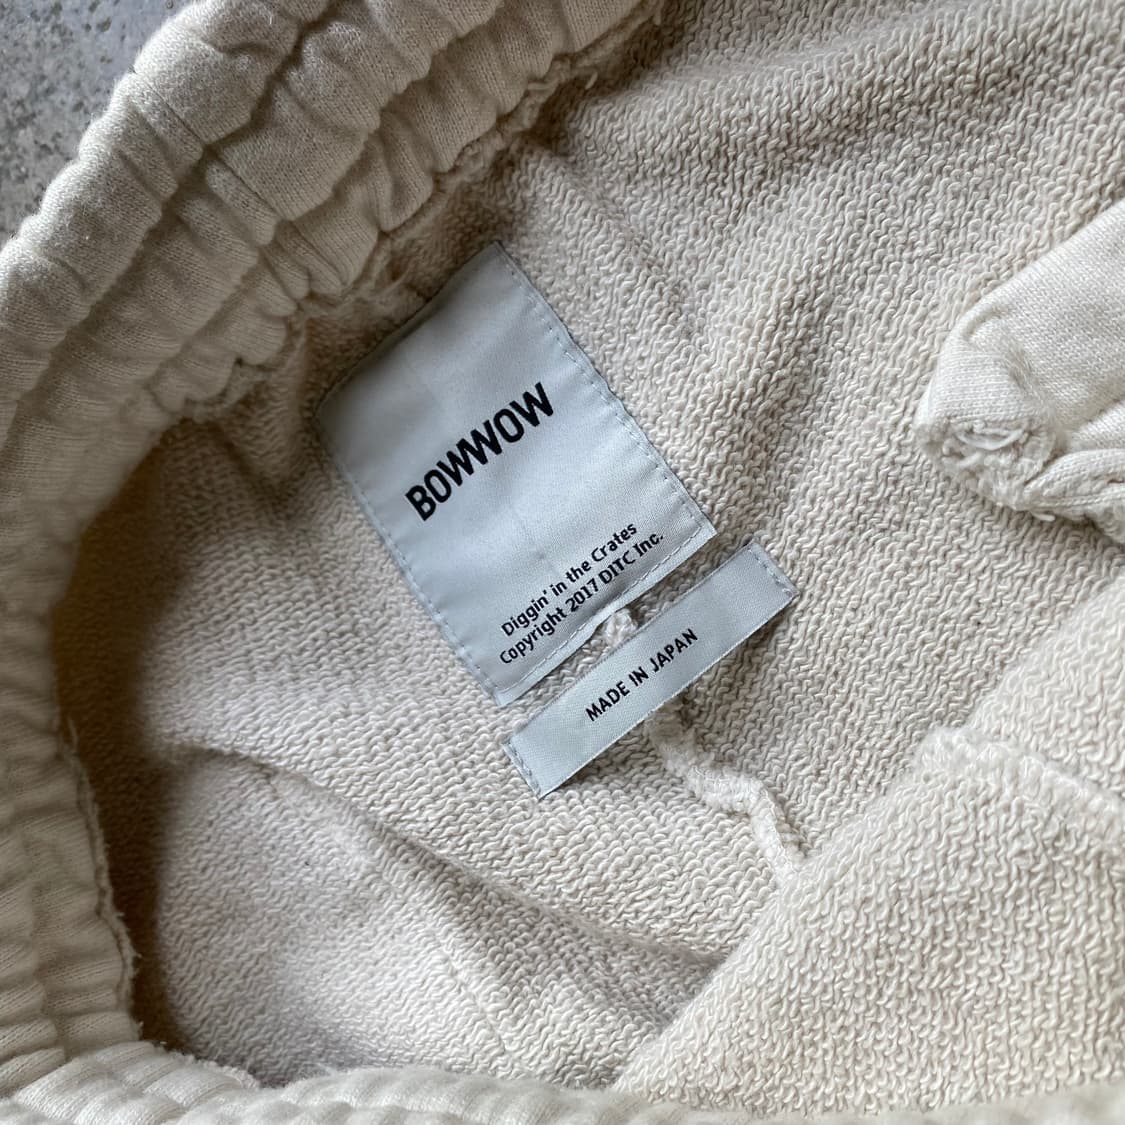 BOWWOW
Diggin' in the Crates
Copyright 2017 DITC Inc.
MADE IN JAPAN